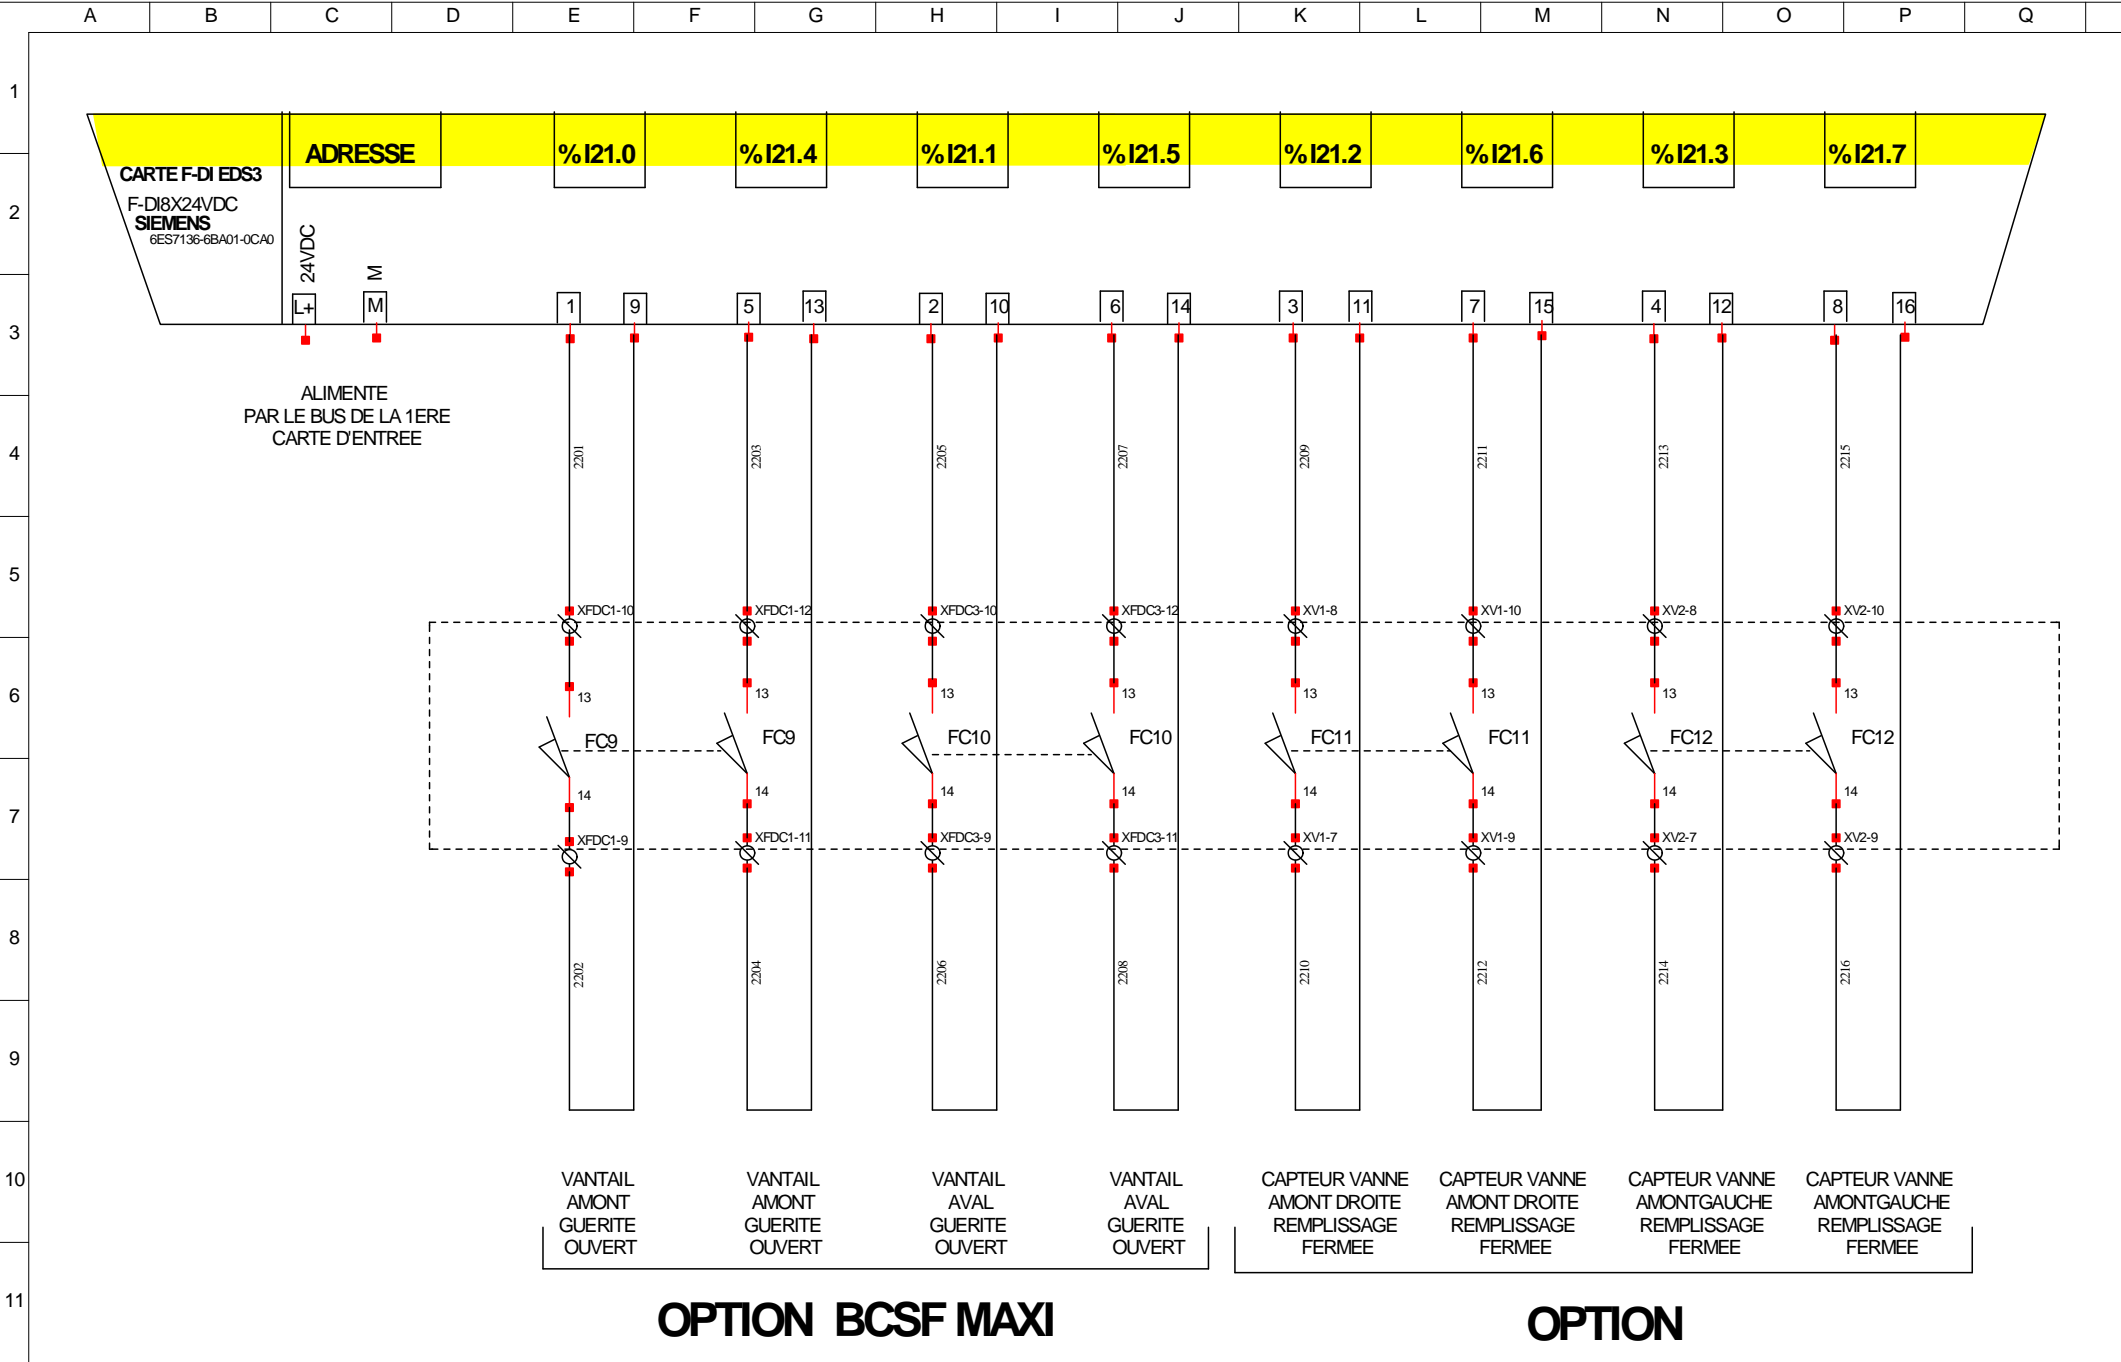 A B C D E F G H I J K L M N O P Q
1
ADRESSE %I21.0 %I21.4 %I21.1 %I21.5 %I21.2 %I21.6 %I21.3 %I21.7
CARTE F-DI EDS3
F-DI8X24VDC
SIEMENS
6ES7136-6BA01-0CA0
2
24VDC M
L+ M 1 9 5 13 2 10 6 14 3 11 7 15 4 12 8 16
3
ALIMENTE
PAR LE BUS DE LA 1ERE
CARTE D'ENTREE
4
2201 2203 2205 2207 2209 2211 2213 2215
5
XFDC1-10 XFDC1-12 XFDC3-10 XFDC3-12 XV1-8 XV1-10 XV2-8 XV2-10
6
13 13 13 13 13 13 13 13
FC9 FC9 FC10 FC10 FC11 FC11 FC12 FC12
14 14 14 14 14 14 14 14
7
XFDC1-9 XFDC1-11 XFDC3-9 XFDC3-11 XV1-7 XV1-9 XV2-7 XV2-9
8
2202 2204 2206 2208 2210 2212 2214 2216
9
10
VANTAIL
AMONT
GUERITE
OUVERT
VANTAIL
AMONT
GUERITE
OUVERT
VANTAIL
AVAL
GUERITE
OUVERT
VANTAIL
AVAL
GUERITE
OUVERT
CAPTEUR VANNE
AMONT DROITE
REMPLISSAGE
FERMEE
CAPTEUR VANNE
AMONT DROITE
REMPLISSAGE
FERMEE
CAPTEUR VANNE
AMONTGAUCHE
REMPLISSAGE
FERMEE
CAPTEUR VANNE
AMONTGAUCHE
REMPLISSAGE
FERMEE
11
OPTION BCSF MAXI
OPTION